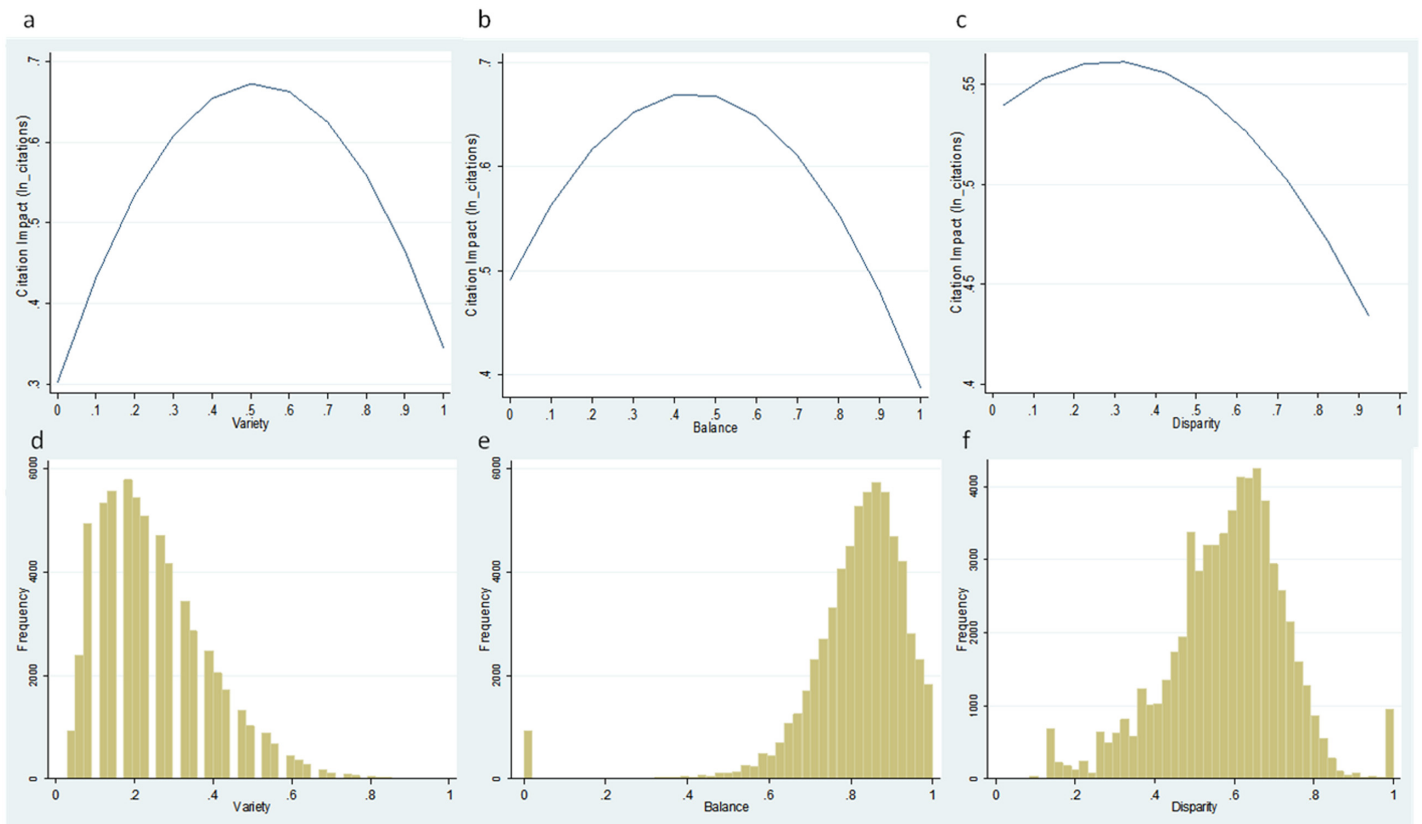 a
b
c
Citation Impact (ln_citations)
.3 .4 .5 .6 .7
0 .1 .2 .3 .4 .5 .6 .7 .8 .9 1
Variety
Citation Impact (ln_citations)
.4 .5 .6 .7
0 .1 .2 .3 .4 .5 .6 .7 .8 .9 1
Balance
Citation Impact (ln_citations)
.4 .45 .5 .55
0 .1 .2 .3 .4 .5 .6 .7 .8 .9 1
Disparity
d
e
f
Frequency
0 2000 4000 6000
0 .2 .4 .6 .8 1
Variety
Frequency
0 2000 4000 6000
0 .2 .4 .6 .8 1
Balance
Frequency
0 1000 2000 3000 4000
0 .2 .4 .6 .8 1
Disparity